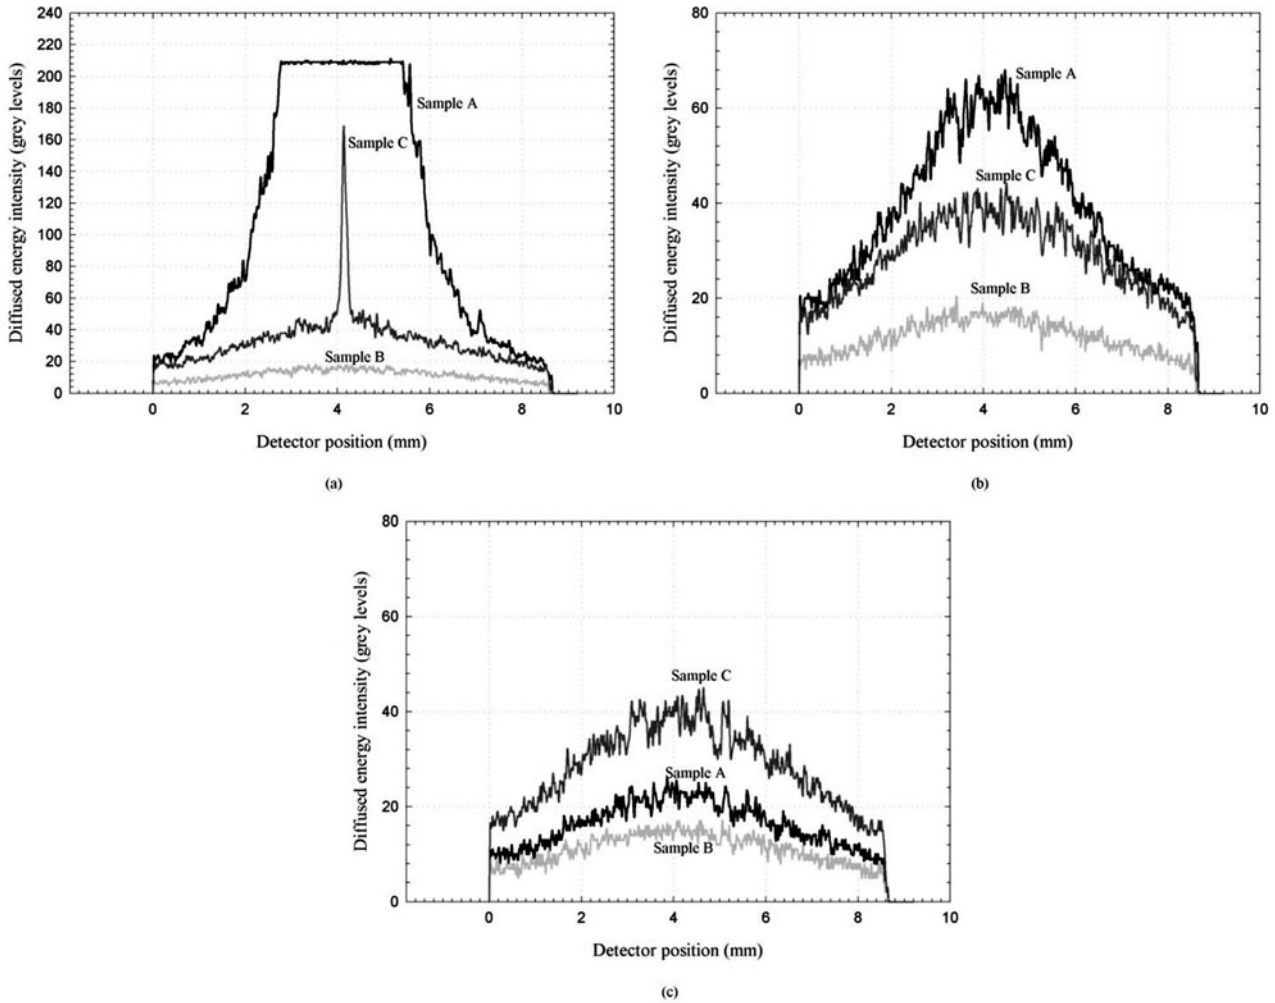 240
220
200
180
160
140
120
100
80
60
40
20
0
Diffused energy intensity (grey levels)
Sample A
Sample C
Sample B
0 2 4 6 8 10
Detector position (mm)
(a)
80
60
40
20
0
Diffused energy intensity (grey levels)
Sample A
Sample C
Sample B
0 2 4 6 8 10
Detector position (mm)
(b)
80
60
40
20
0
Diffused energy intensity (grey levels)
Sample C
Sample A
Sample B
0 2 4 6 8 10
Detector position (mm)
(c)